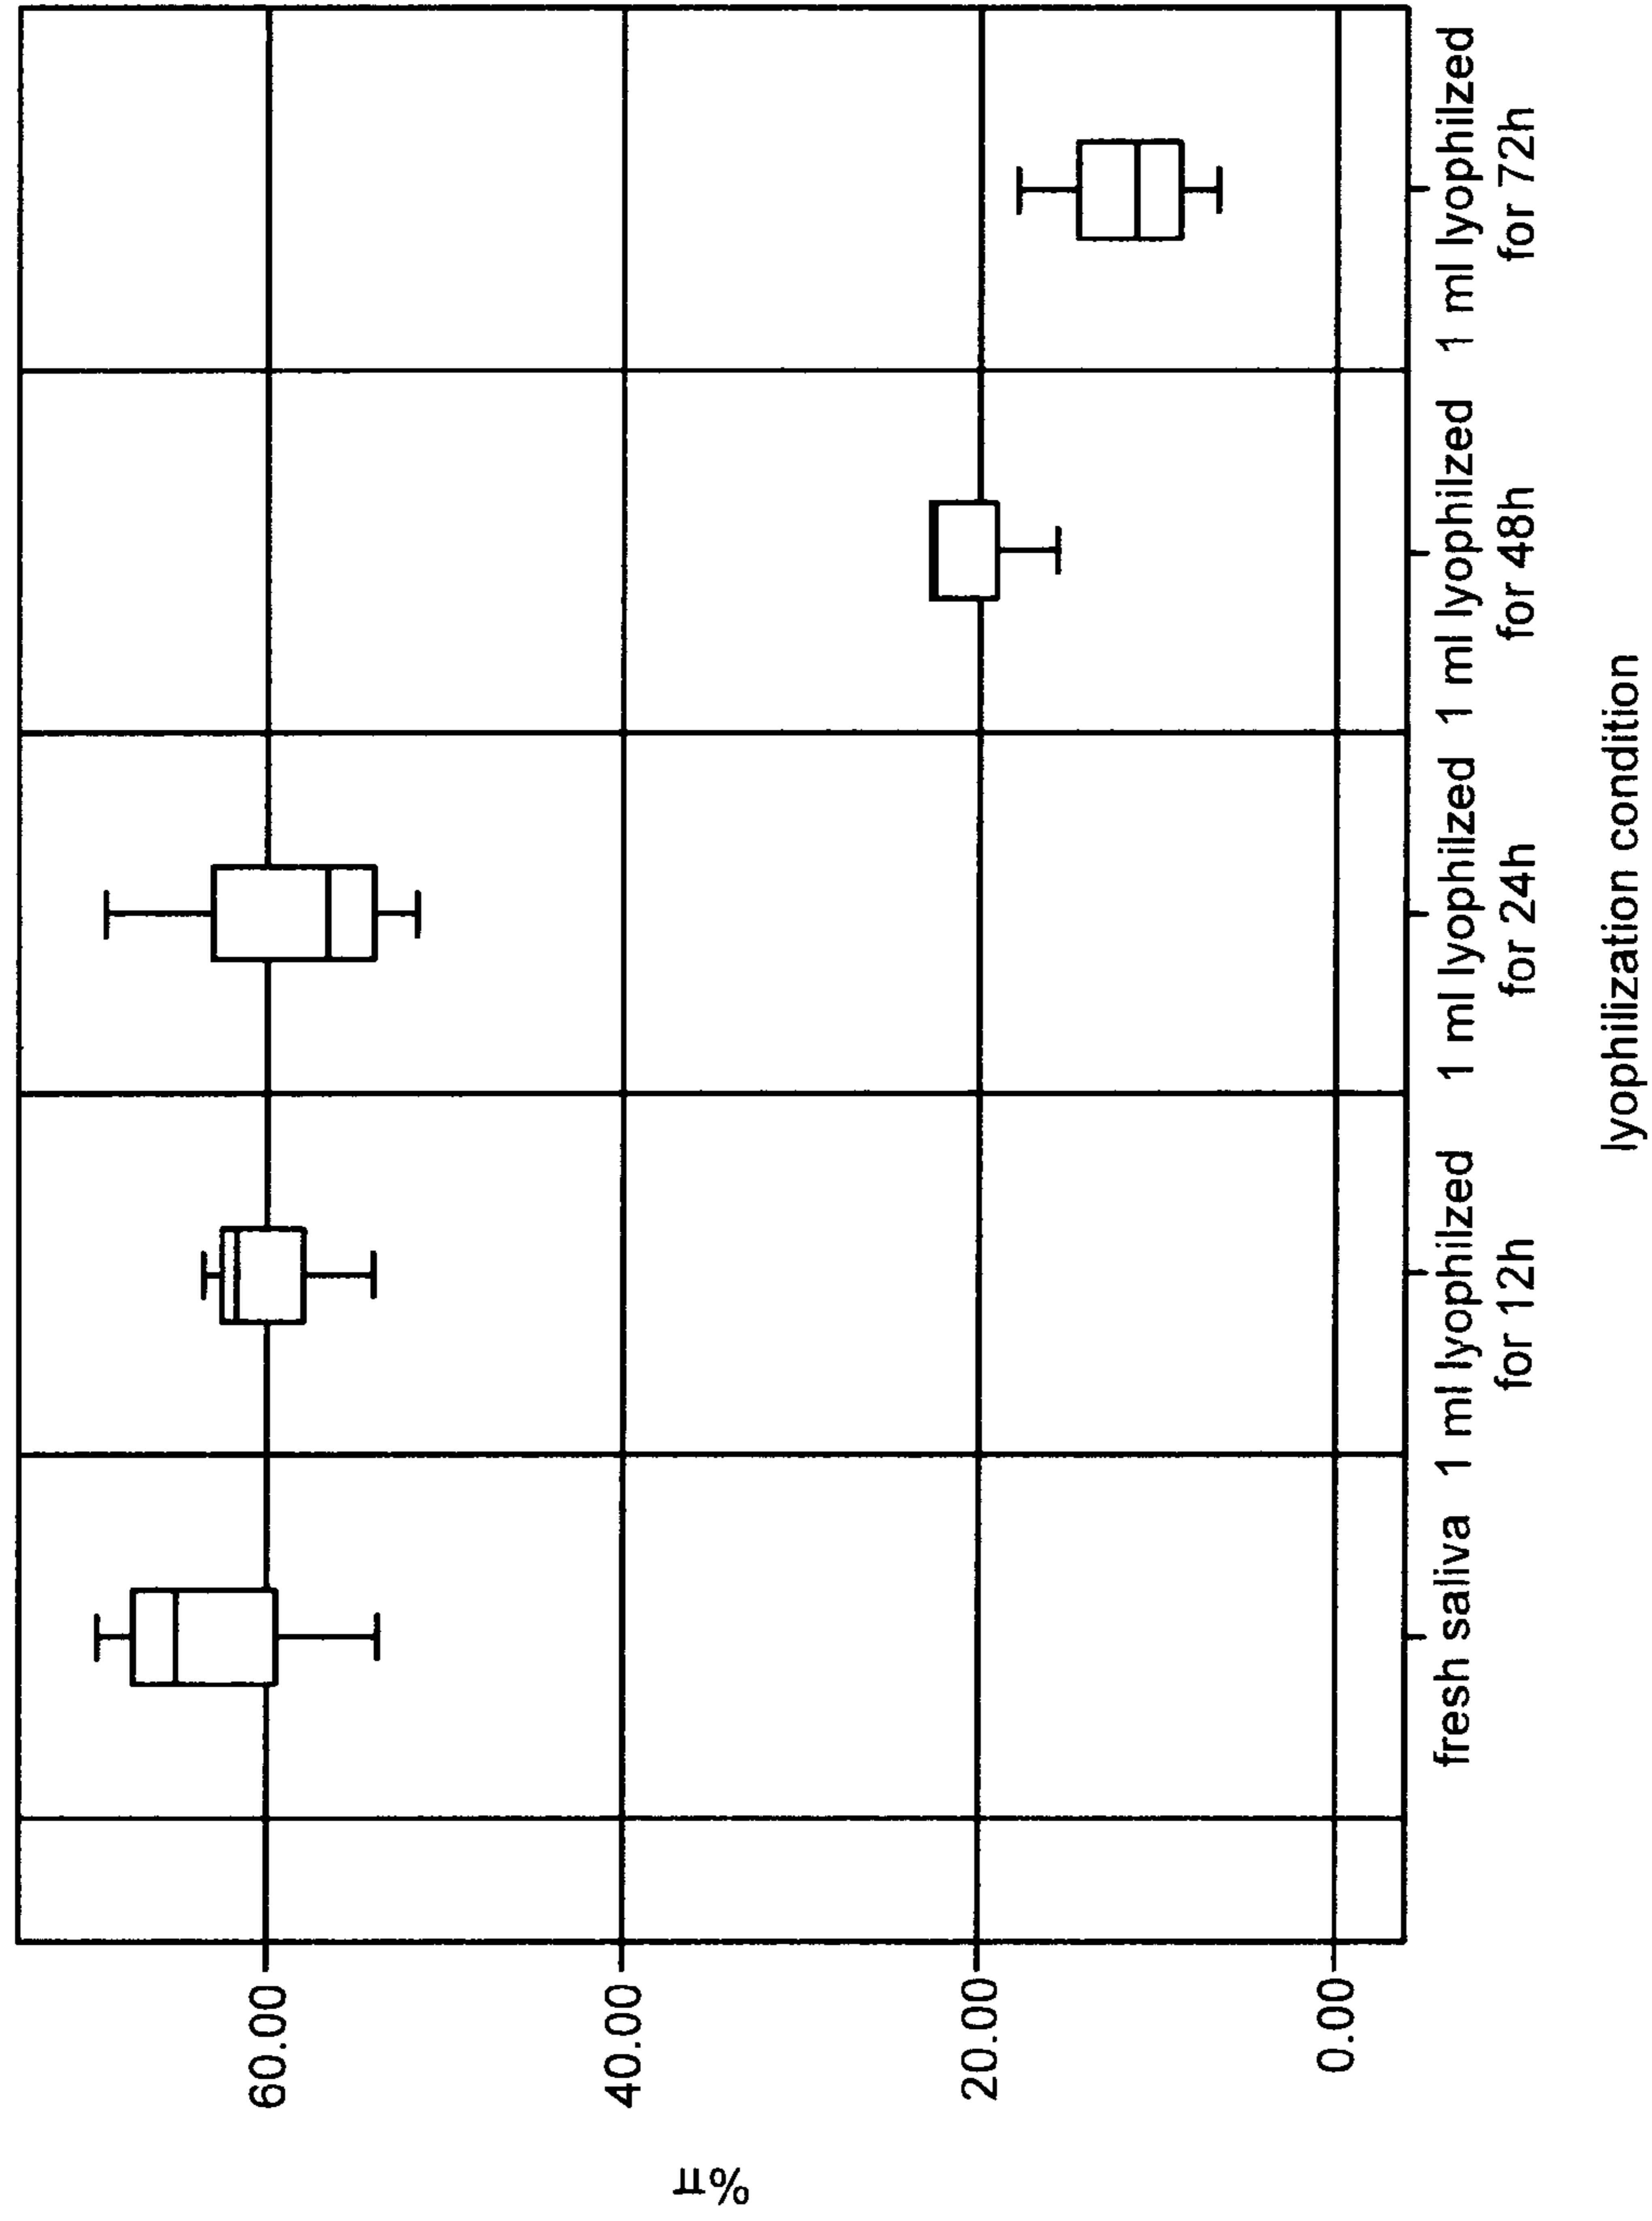 %π
60.00
40.00
20.00
0.00
fresh saliva
1 ml lyophilzed
for 12h
1 ml lyophilzed
for 24h
1 ml lyophilzed
for 48h
1 ml lyophilzed
for 72h
lyophilization condition